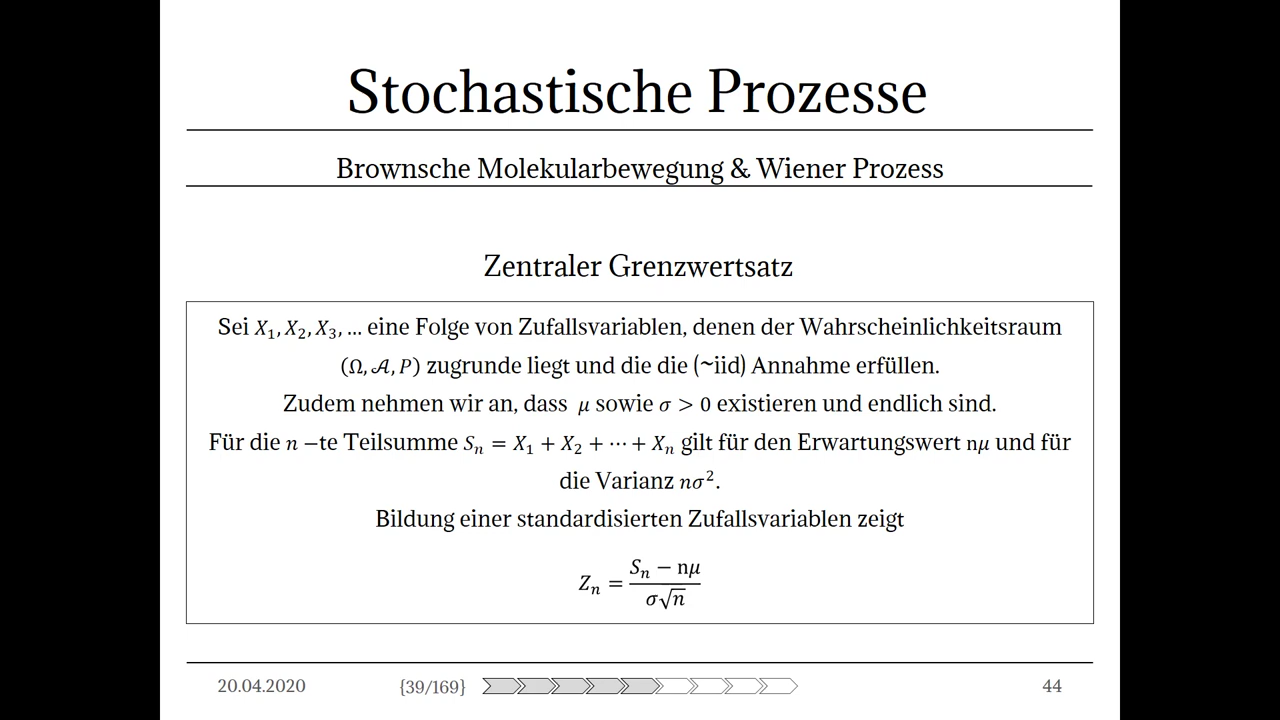 Stochastische Prozesse
Brownsche Molekularbewegung & Wiener Prozess
Zentraler Grenzwertsatz
Sei X₁, X₂, X₃, … eine Folge von Zufallsvariablen, denen der Wahrscheinlichkeitsraum
(Ω, 𝒜, P) zugrunde liegt und die die (~iid) Annahme erfüllen.
Zudem nehmen wir an, dass μ sowie σ > 0 existieren und endlich sind.
Für die n −te Teilsumme Sₙ = X₁ + X₂ + ⋯ + Xₙ gilt für den Erwartungswert nμ und für
die Varianz nσ².
Bildung einer standardisierten Zufallsvariablen zeigt
Zₙ = (Sₙ − nμ) / (σ√n)
20.04.2020 {39/169} 44